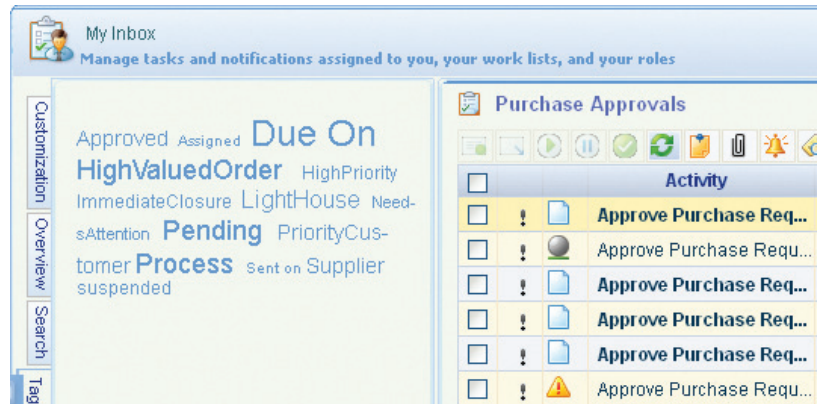 My Inbox
Manage tasks and notifications assigned to you, your work lists, and your roles
Customization
Overview
Search
Tag
Approved Assigned Due On
HighValuedOrder HighPriority
ImmediateClosure LightHouse Need-
sAttention Pending PriorityCus-
tomer Process Sent on Supplier
suspended
Purchase Approvals
Activity
Approve Purchase Req...
Approve Purchase Requ...
Approve Purchase Req...
Approve Purchase Req...
Approve Purchase Req...
Approve Purchase Requ...